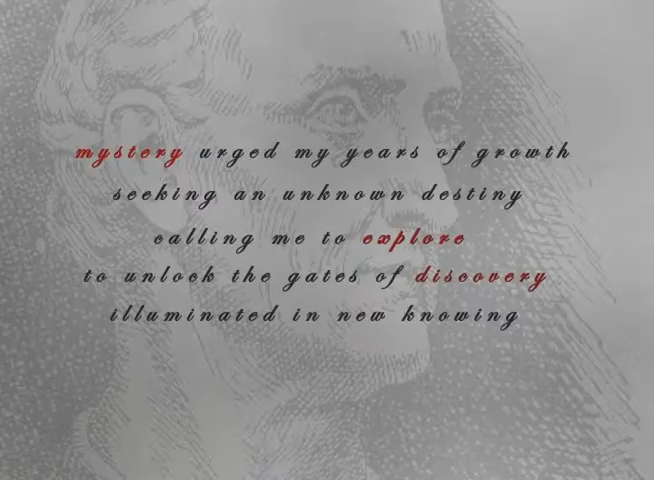 mystery urged my years of growth
seeking an unknown destiny
calling me to explore
to unlock the gates of discovery
illuminated in new knowing